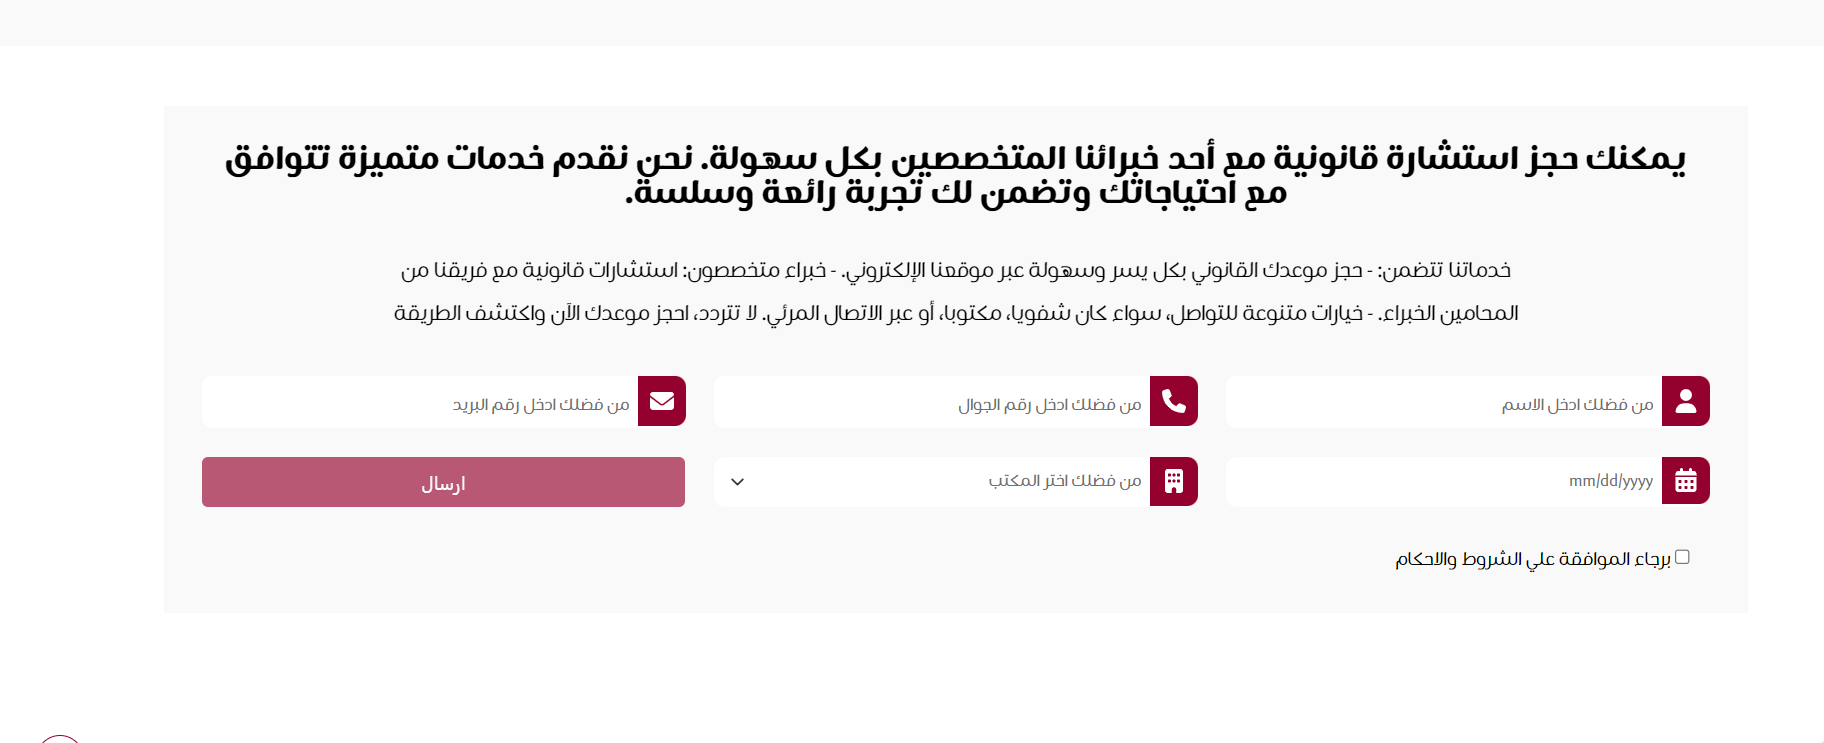 يمكنك حجز استشارة قانونية مع أحد خبرائنا المتخصصين بكل سهولة. نحن نقدم خدمات متميزة تتوافق
مع احتياجاتك وتضمن لك تجربة رائعة وسلسة.
خدماتنا تتضمن: - حجز موعدك القانوني بكل يسر وسهولة عبر موقعنا الإلكتروني. - خبراء متخصصون: استشارات قانونية مع فريقنا من
المحامين الخبراء. - خيارات متنوعة للتواصل، سواء كان شفويا، مكتوبا، أو عبر الاتصال المرئي. لا تتردد، احجز موعدك الآن واكتشف الطريقة
من فضلك ادخل الاسم
من فضلك ادخل رقم الجوال
من فضلك ادخل رقم البريد
mm/dd/yyyy
من فضلك اختر المكتب
ارسال
برجاء الموافقة علي الشروط والاحكام